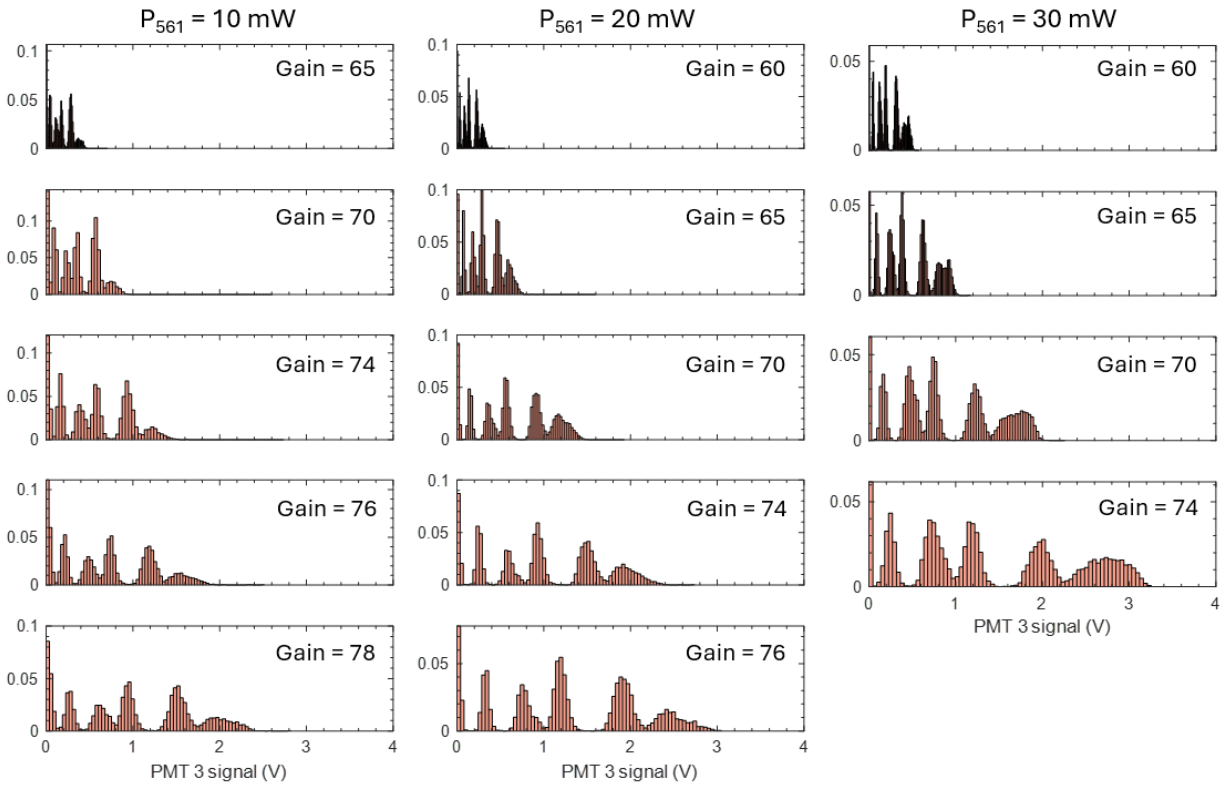 P561 = 10 mW
P561 = 20 mW
P561 = 30 mW
0.1
0.05
0
Gain = 65
0.1
0.05
0
Gain = 60
0.05
0
Gain = 60
0.1
0.05
0
Gain = 70
0.1
0.05
0
Gain = 65
0.05
0
Gain = 65
0.1
0.05
0
Gain = 74
0.1
0.05
0
Gain = 70
0.05
0
Gain = 70
0.1
0.05
0
Gain = 76
0.1
0.05
0
Gain = 74
0.05
0
Gain = 74
0 1 2 3 4
PMT 3 signal (V)
0.1
0.05
0
Gain = 78
0 1 2 3 4
PMT 3 signal (V)
0.05
0
Gain = 76
0 1 2 3 4
PMT 3 signal (V)